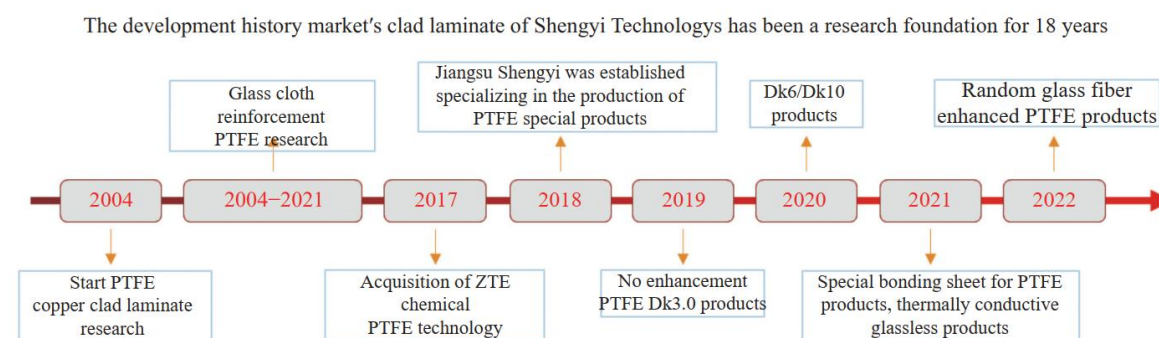 The development history market's clad laminate of Shengyi Technologys has been a research foundation for 18 years
Glass cloth
reinforcement
PTFE research
Jiangsu Shengyi was established
specializing in the production of
PTFE special products
Dk6/Dk10
products
Random glass fiber
enhanced PTFE products
2004
2004−2021
2017
2018
2019
2020
2021
2022
Start PTFE
copper clad laminate
research
Acquisition of ZTE
chemical
PTFE technology
No enhancement
PTFE Dk3.0 products
Special bonding sheet for PTFE
products, thermally conductive
glassless products